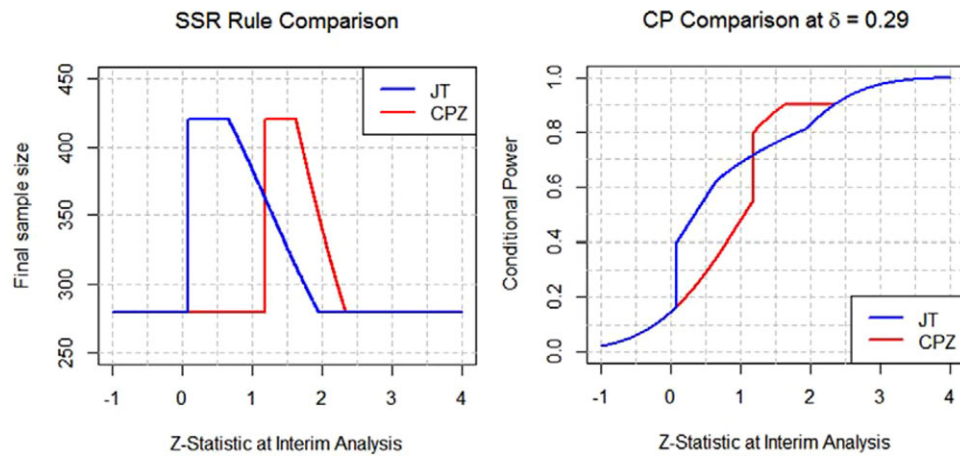 SSR Rule Comparison
Final sample size
450
400
350
300
250
JT
CPZ
-1 0 1 2 3 4
Z-Statistic at Interim Analysis
CP Comparison at δ = 0.29
Conditional Power
1.0
0.8
0.6
0.4
0.2
0.0
JT
CPZ
-1 0 1 2 3 4
Z-Statistic at Interim Analysis